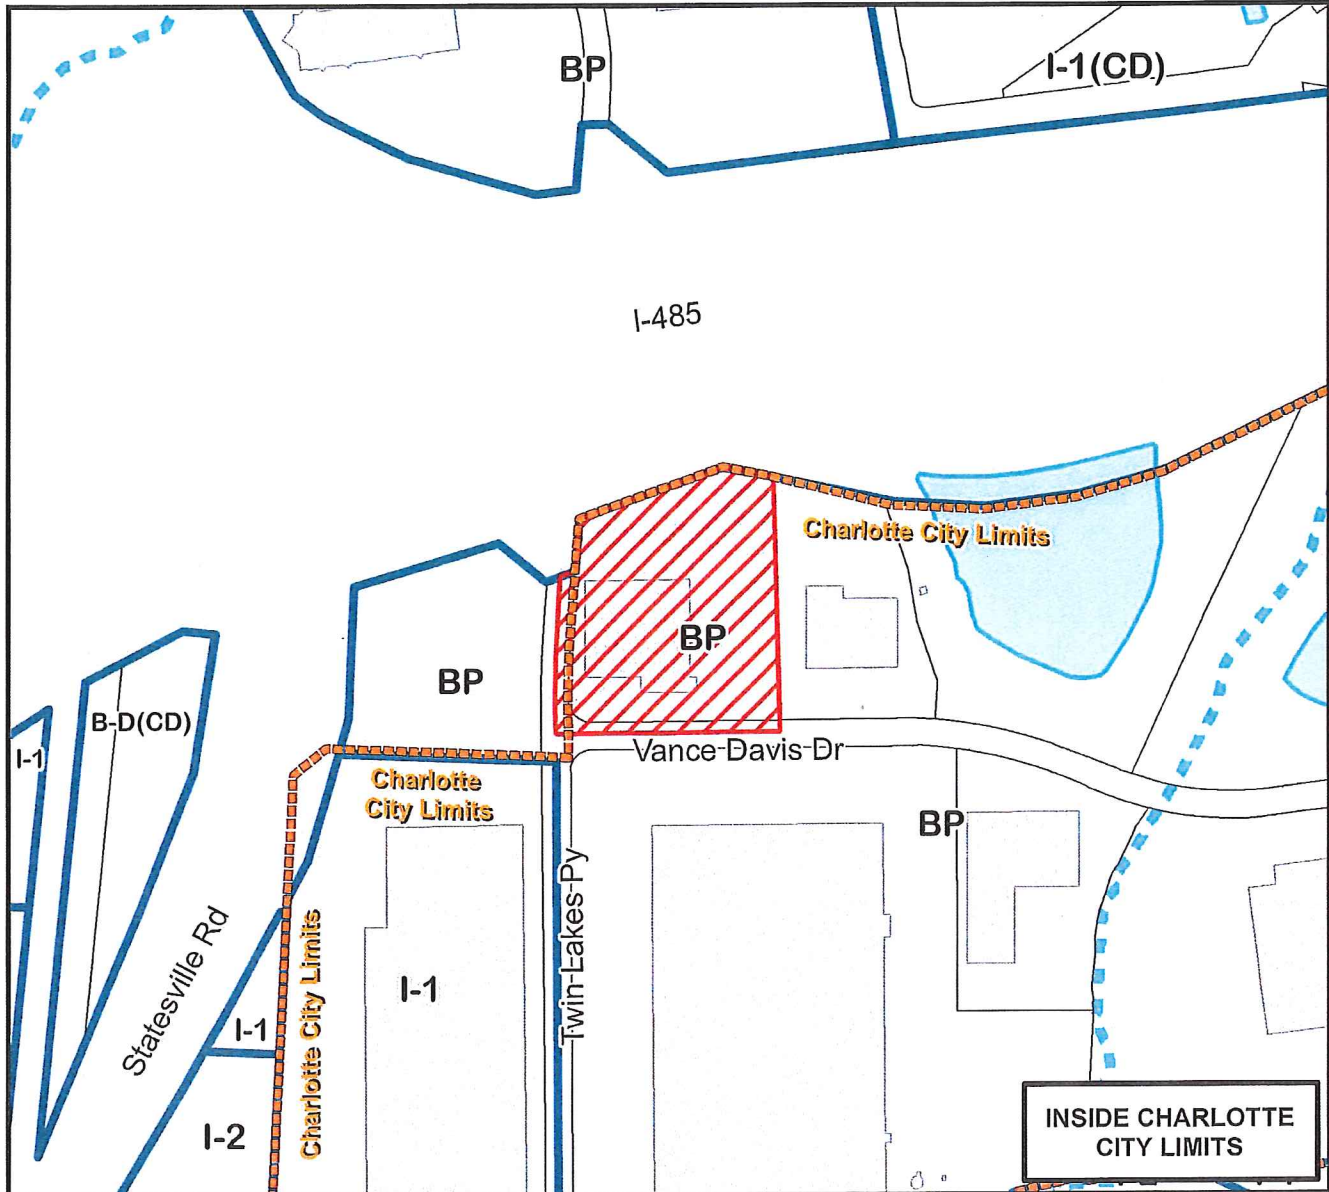 BP
I-1(CD)
I-485
Charlotte City Limits
BP
BP
B-D(CD)
I-1
Vance-Davis-Dr
Charlotte
City Limits
BP
Twin-Lakes-Py
Statesville Rd
Charlotte City Limits
I-1
I-1
I-2
INSIDE CHARLOTTE
CITY LIMITS